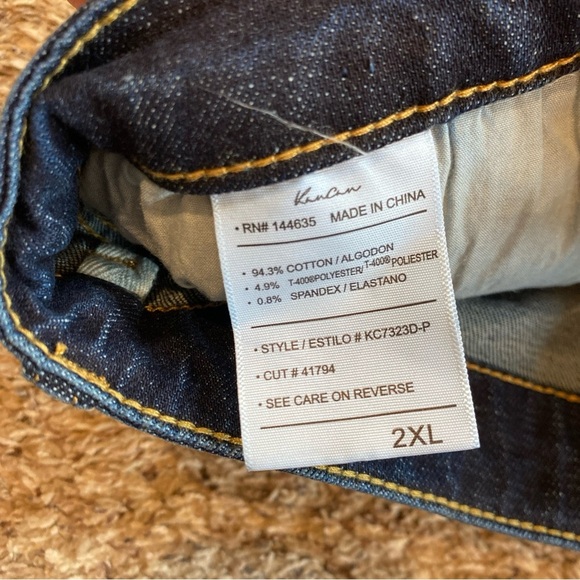 KanCan
• RN# 144635 MADE IN CHINA
• 94.3% COTTON / ALGODON
• 4.9% T-400®POLYESTER/ T-400®POLIESTER
• 0.8% SPANDEX / ELASTANO
• STYLE / ESTILO # KC7323D-P
• CUT # 41794
• SEE CARE ON REVERSE
2XL